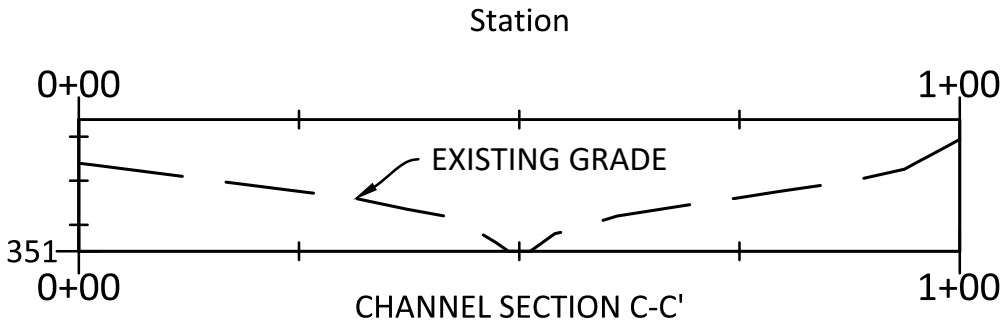 Station
0+00 1+00
EXISTING GRADE
351
0+00 1+00
CHANNEL SECTION C-C'